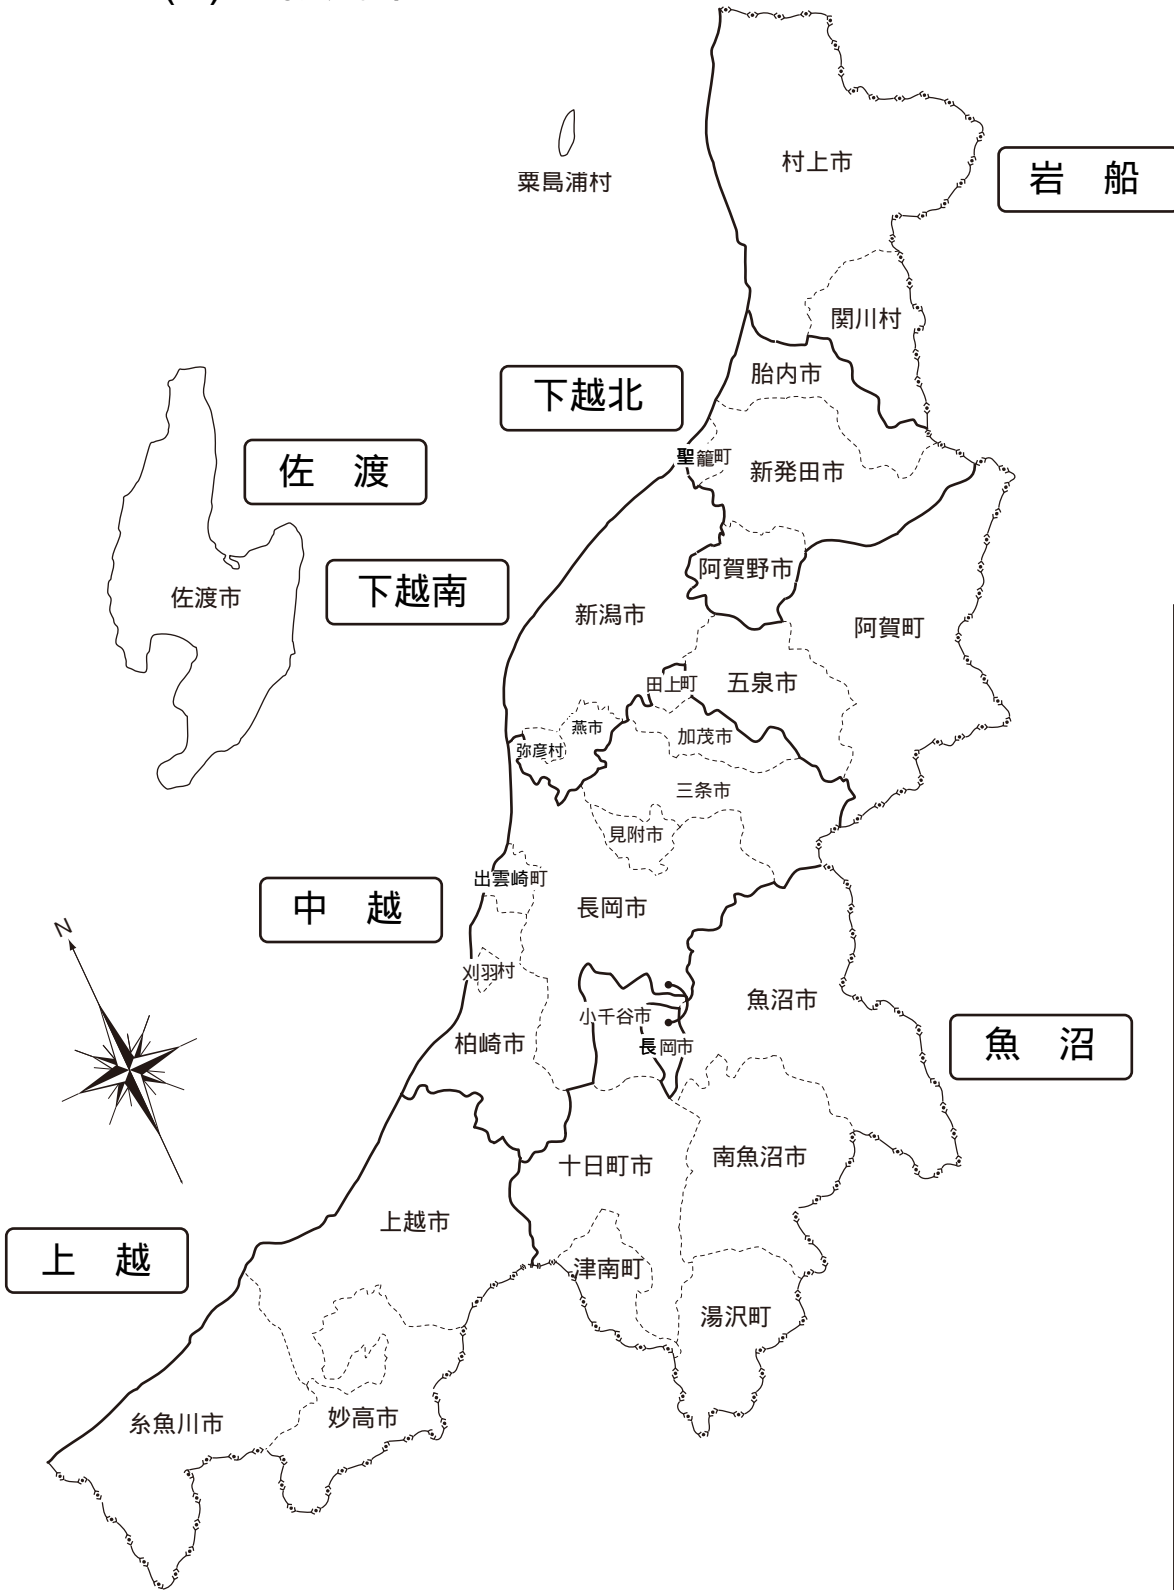 村上市
粟島浦村
岩船
関川村
胎内市
下越北
佐渡
聖籠町
新発田市
阿賀野市
下越南
佐渡市
新潟市
阿賀町
田上町
五泉市
燕市
加茂市
弥彦村
三条市
見附市
出雲崎町
中越
長岡市
N
刈羽村
魚沼市
小千谷市
柏崎市
長岡市
魚沼
南魚沼市
十日町市
上越市
上越
津南町
湯沢町
妙高市
糸魚川市